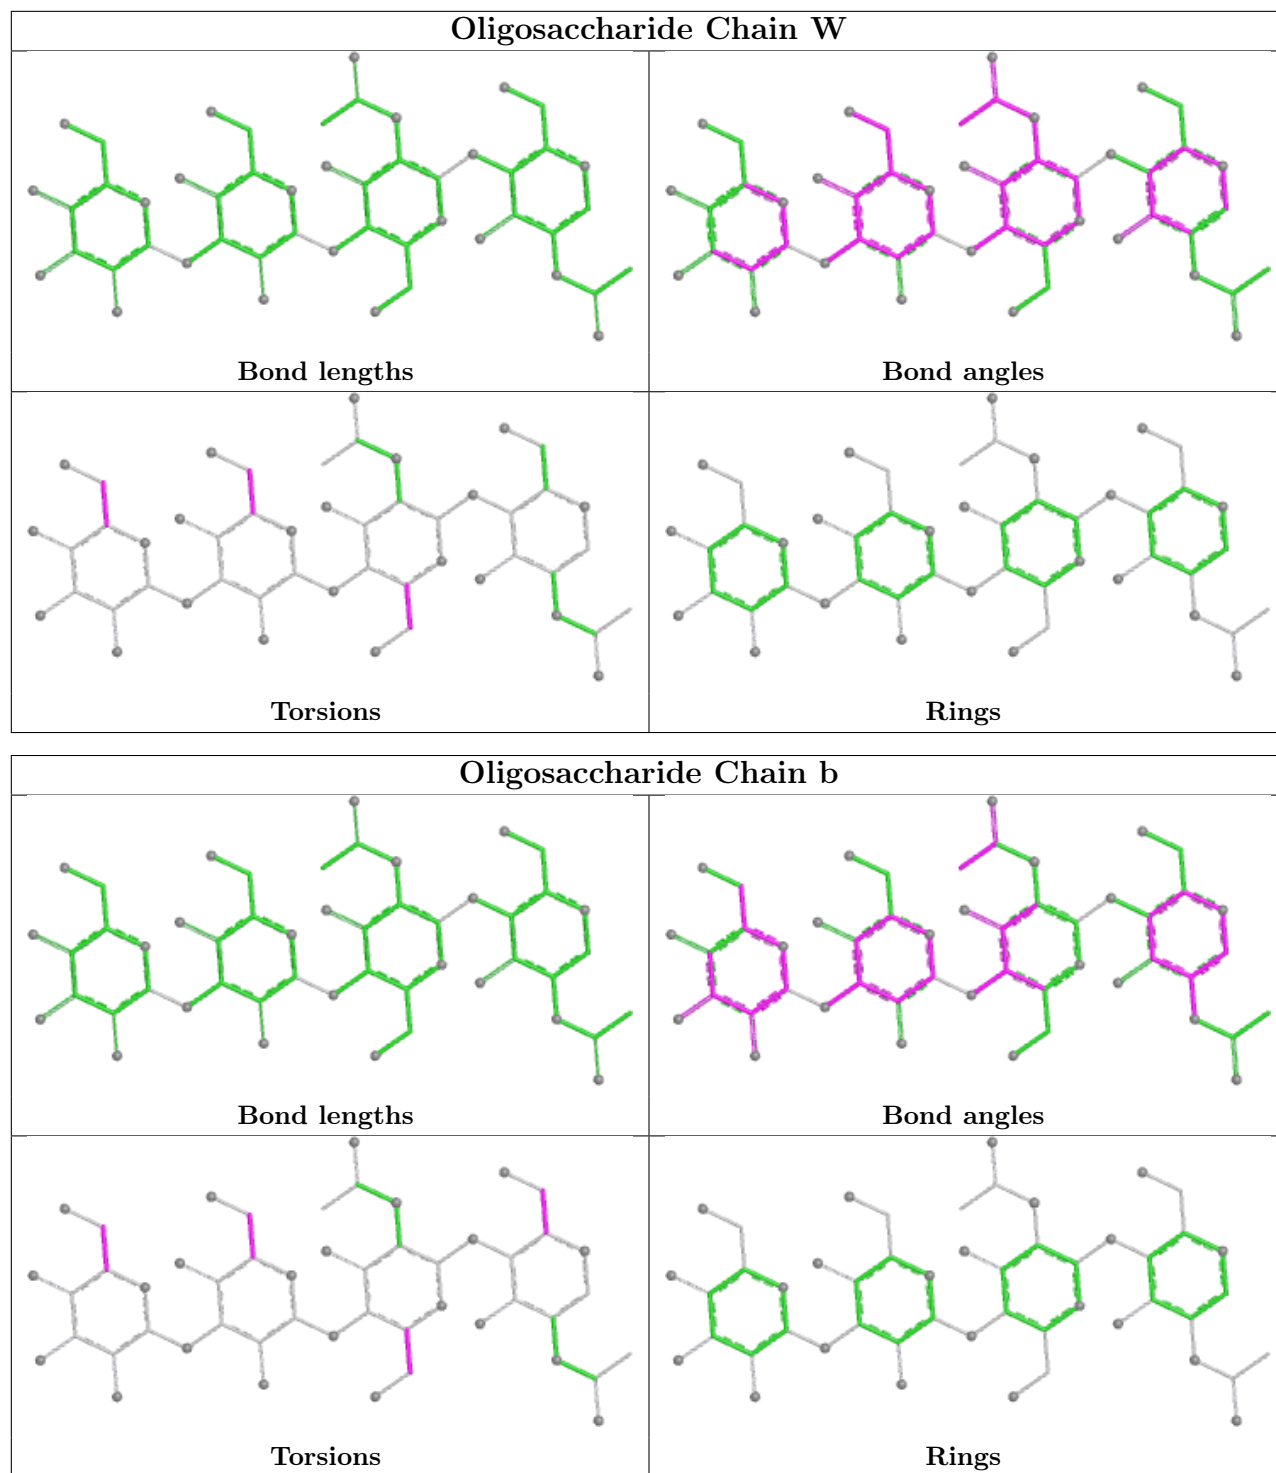 Oligosaccharide Chain W
Bond lengths
Bond angles
Torsions
Rings
Oligosaccharide Chain b
Bond lengths
Bond angles
Torsions
Rings